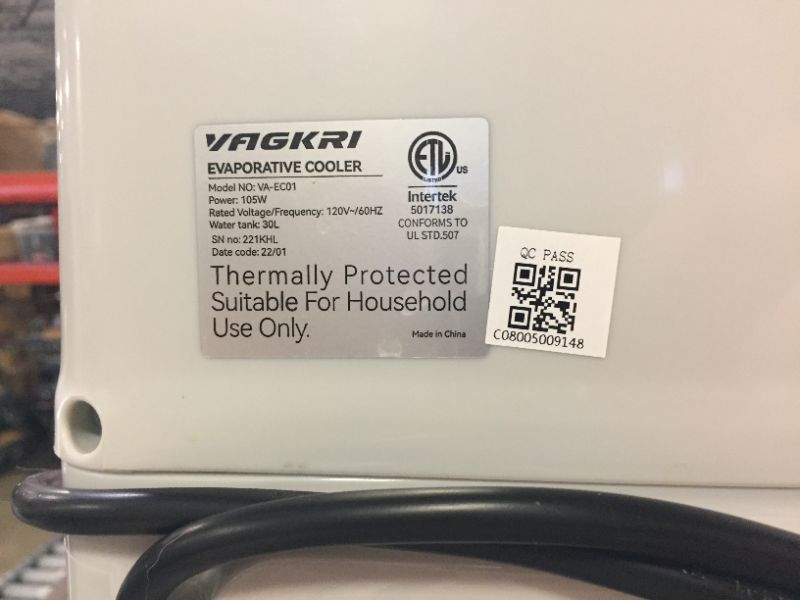 VAGKRI
EVAPORATIVE COOLER
Model NO: VA-EC01
Power: 105W
Rated Voltage/Frequency: 120V~/60HZ
Water tank: 30L
SN no: 221KHL
Date code: 22/01
ETL
LISTED
US
Intertek
5017138
CONFORMS TO
UL STD.507
Thermally Protected
Suitable For Household
Use Only.
Made in China
QC PASS
C08005009148